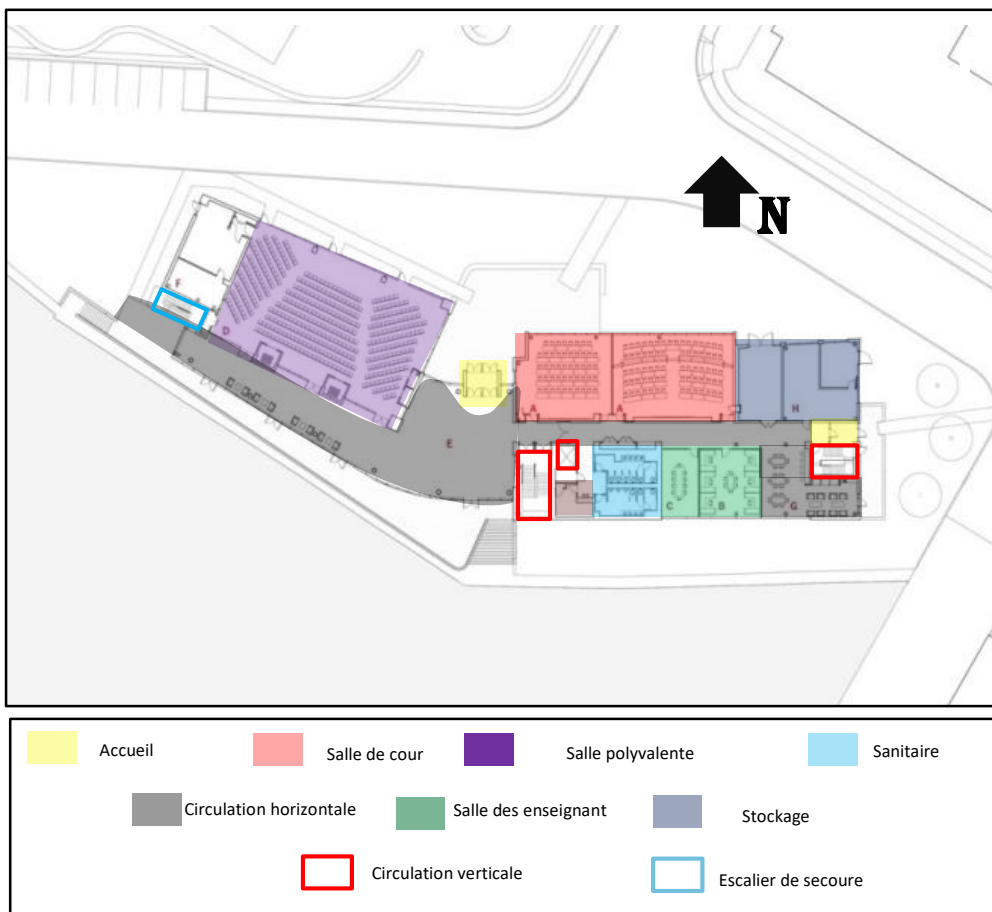 N
F
D
A
A
H
E
C
B
G
Accueil
Salle de cour
Salle polyvalente
Sanitaire
Circulation horizontale
Salle des enseignant
Stockage
Circulation verticale
Escalier de secoure